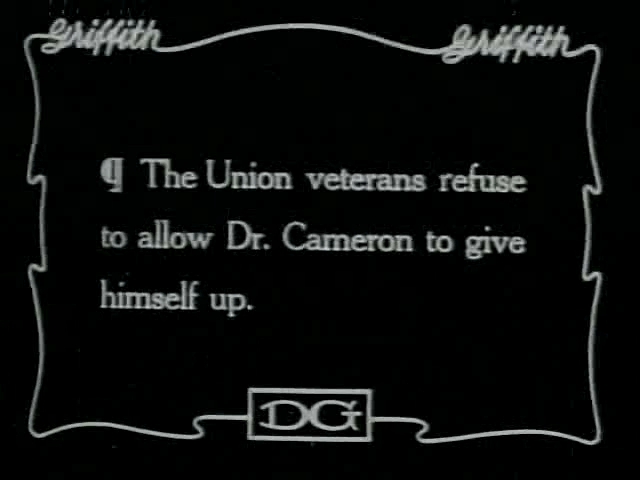 Griffith Griffith
¶ The Union veterans refuse
to allow Dr. Cameron to give
himself up.
DG